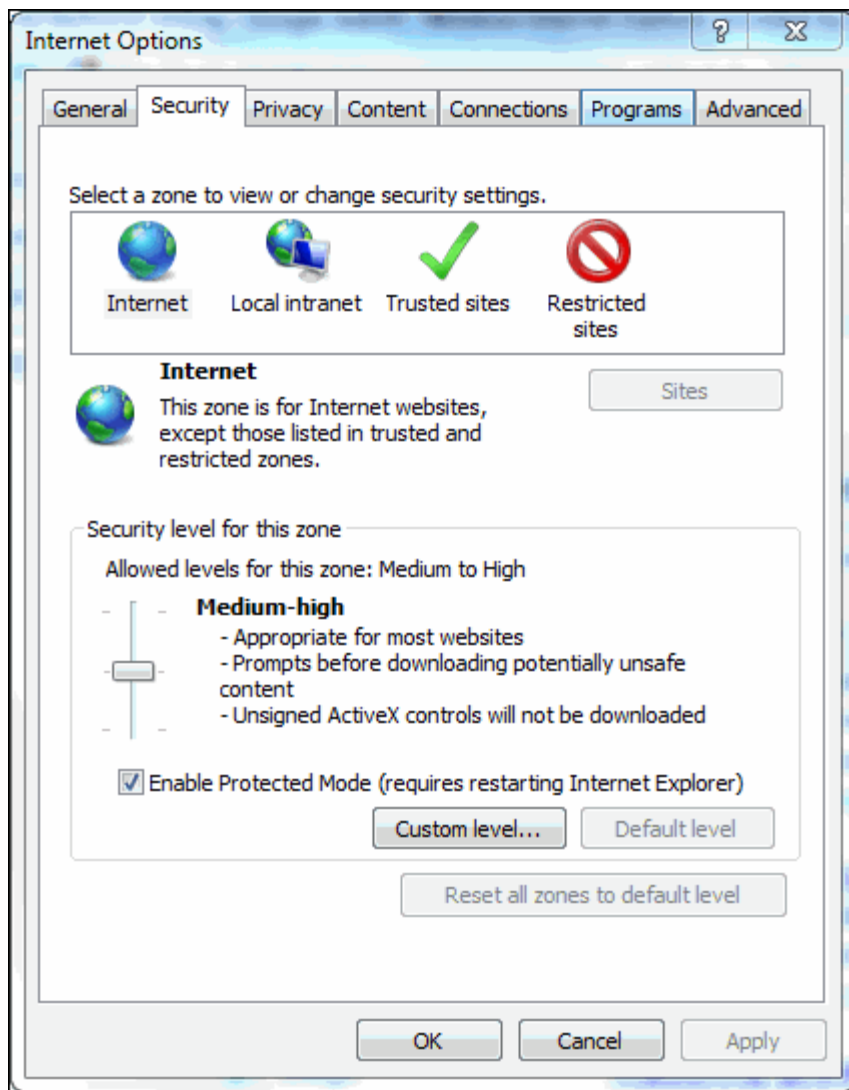 Internet Options
General Security Privacy Content Connections Programs Advanced
Select a zone to view or change security settings.
Internet Local intranet Trusted sites Restricted
sites
Internet
Sites
This zone is for Internet websites,
except those listed in trusted and
restricted zones.
Security level for this zone
Allowed levels for this zone: Medium to High
Medium-high
- Appropriate for most websites
- Prompts before downloading potentially unsafe
content
- Unsigned ActiveX controls will not be downloaded
Enable Protected Mode (requires restarting Internet Explorer)
Custom level... Default level
Reset all zones to default level
OK Cancel Apply